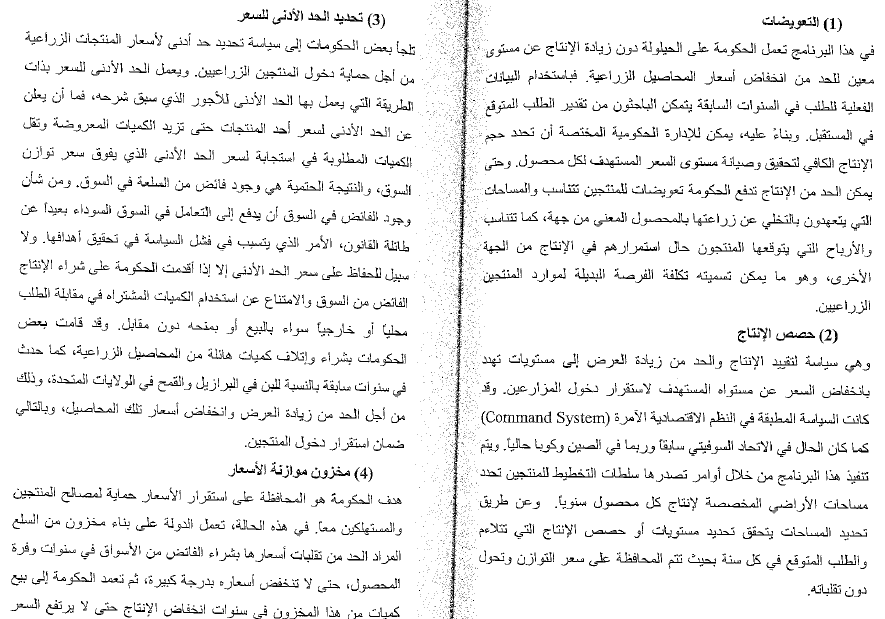 (1) التعويضات
في هذا البرنامج تعمل الحكومة على الحيلولة دون زيادة الإنتاج عن مستوى
معين للحد من انخفاض أسعار المحاصيل الزراعية. فباستخدام البيانات
الفعلية للطلب في السنوات السابقة يتمكن الباحثون من تقدير الطلب المتوقع
في المستقبل. وبناءً عليه، يمكن للإدارة الحكومية المختصة أن تحدد حجم
الإنتاج الكافي لتحقيق وصيانة مستوى السعر المستهدف لكل محصول. وحتى
يمكن الحد من الإنتاج تدفع الحكومة تعويضات للمنتجين تتناسب والمساحات
التي يتعهدون بالتخلي عن زراعتها بالمحصول المعني من جهة، كما تتناسب
والأرباح التي يتوقعها المنتجون حال استمرارهم في الإنتاج من الجهة
الأخرى، وهو ما يمكن تسميته تكلفة الفرصة البديلة لموارد المنتجين
الزراعيين.
(2) حصص الإنتاج
وهي سياسة لتقييد الإنتاج والحد من زيادة العرض إلى مستويات تهدد
بانخفاض السعر عن مستواه المستهدف لاستقرار دخول المزارعين. وقد
كانت السياسة المطبقة في النظم الاقتصادية الآمرة (Command System)
كما كان الحال في الاتحاد السوفيتي سابقاً وربما في الصين وكوبا حالياً. ويتم
تنفيذ هذا البرنامج من خلال أوامر تصدرها سلطات التخطيط للمنتجين تحدد
مساحات الأراضي المخصصة لإنتاج كل محصول سنوياً. وعن طريق
تحديد المساحات يتحقق تحديد مستويات أو حصص الإنتاج التي تتلاءم
والطلب المتوقع في كل سنة بحيث تتم المحافظة على سعر التوازن وتحول
دون تقلباته.
(3) تحديد الحد الأدنى للسعر
تلجأ بعض الحكومات إلى سياسة تحديد حد أدنى لأسعار المنتجات الزراعية
من أجل حماية دخول المنتجين الزراعيين. ويعمل الحد الأدنى للسعر بذات
الطريقة التي يعمل بها الحد الأدنى للأجور الذي سبق شرحه، فما أن يعلن
عن الحد الأدنى لسعر أحد المنتجات حتى تزيد الكميات المعروضة وتقل
الكميات المطلوبة في استجابة لسعر الحد الأدنى الذي يفوق سعر توازن
السوق، والنتيجة الحتمية هي وجود فائض من السلعة في السوق. ومن شأن
وجود الفائض في السوق أن يدفع إلى التعامل في السوق السوداء بعيداً عن
طائلة القانون، الأمر الذي يتسبب في فشل السياسة في تحقيق أهدافها. ولا
سبيل للحفاظ على سعر الحد الأدنى إلا إذا أقدمت الحكومة على شراء الإنتاج
الفائض من السوق والامتناع عن استخدام الكميات المشتراه في مقابلة الطلب
محلياً أو خارجياً سواء بالبيع أو بمنحه دون مقابل. وقد قامت بعض
الحكومات بشراء وإتلاف كميات هائلة من المحاصيل الزراعية، كما حدث
في سنوات سابقة بالنسبة للبن في البرازيل والقمح في الولايات المتحدة، وذلك
من أجل الحد من زيادة العرض وانخفاض أسعار تلك المحاصيل، وبالتالي
ضمان استقرار دخول المنتجين.
(4) مخزون موازنة الأسعار
هدف الحكومة هو المحافظة على استقرار الأسعار حماية لمصالح المنتجين
والمستهلكين معاً. في هذه الحالة، تعمل الدولة على بناء مخزون من السلع
المراد الحد من تقلبات أسعارها بشراء الفائض من الأسواق في سنوات وفرة
المحصول، حتى لا تنخفض أسعاره بدرجة كبيرة، ثم تعمد الحكومة إلى بيع
كميات من هذا المخزون في سنوات انخفاض الإنتاج حتى لا يرتفع السعر